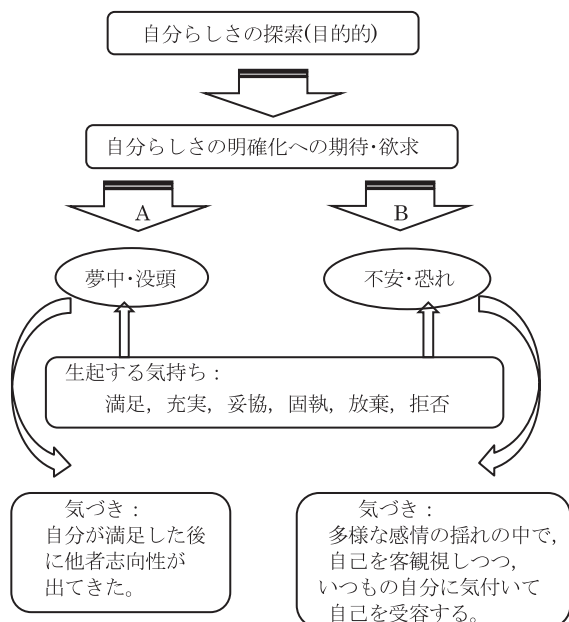 自分らしさの探索(目的的)
自分らしさの明確化への期待・欲求
A
B
夢中・没頭
不安・恐れ
生起する気持ち：
満足，充実，妥協，固執，放棄，拒否
気づき：
自分が満足した後
に他者志向性が
出てきた。
気づき：
多様な感情の揺れの中で，
自己を客観視しつつ，
いつもの自分に気付いて
自己を受容する。